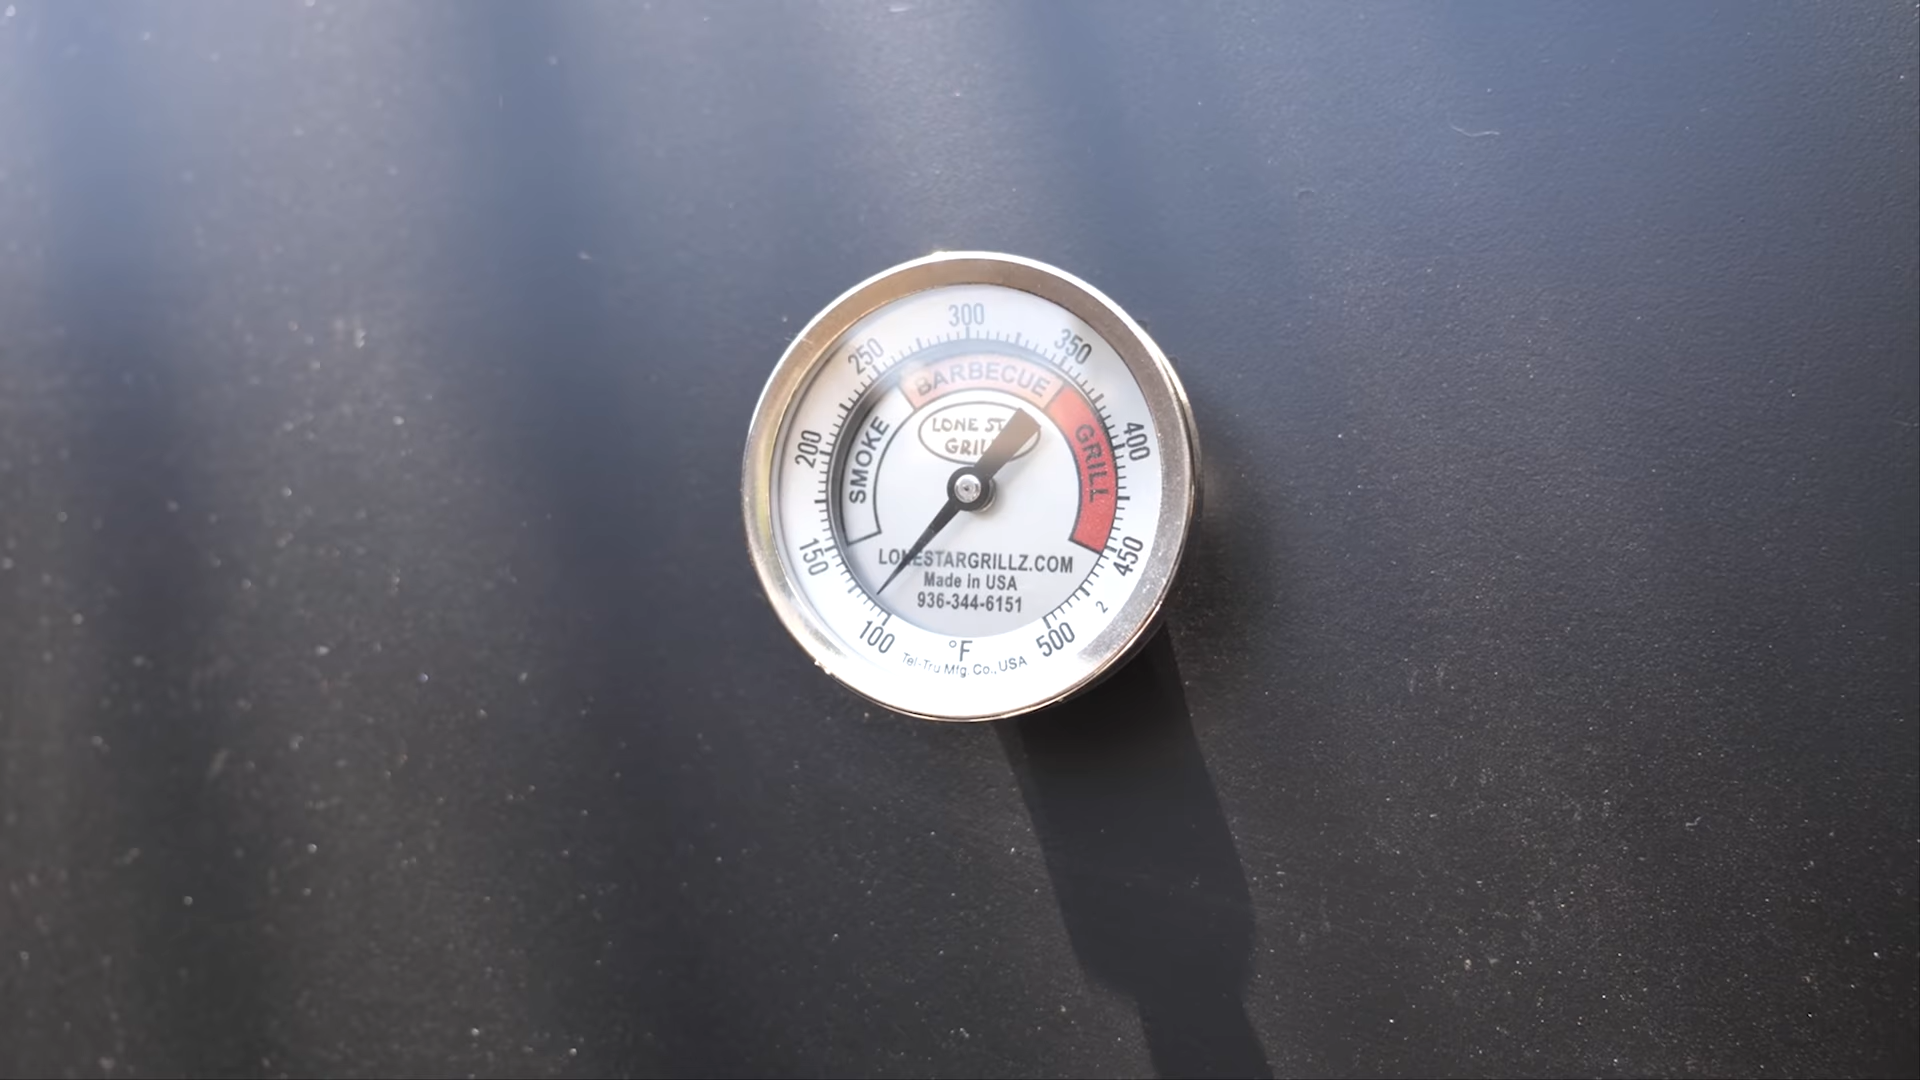 300
250
350
BARBECUE
LONE
200
SMOKE
GRILL
400
150
450
LONESTARGRILLZ.COM
Made in USA
936-344-6151
2
100
500
°F
Tel-Tru Mfg. Co., USA